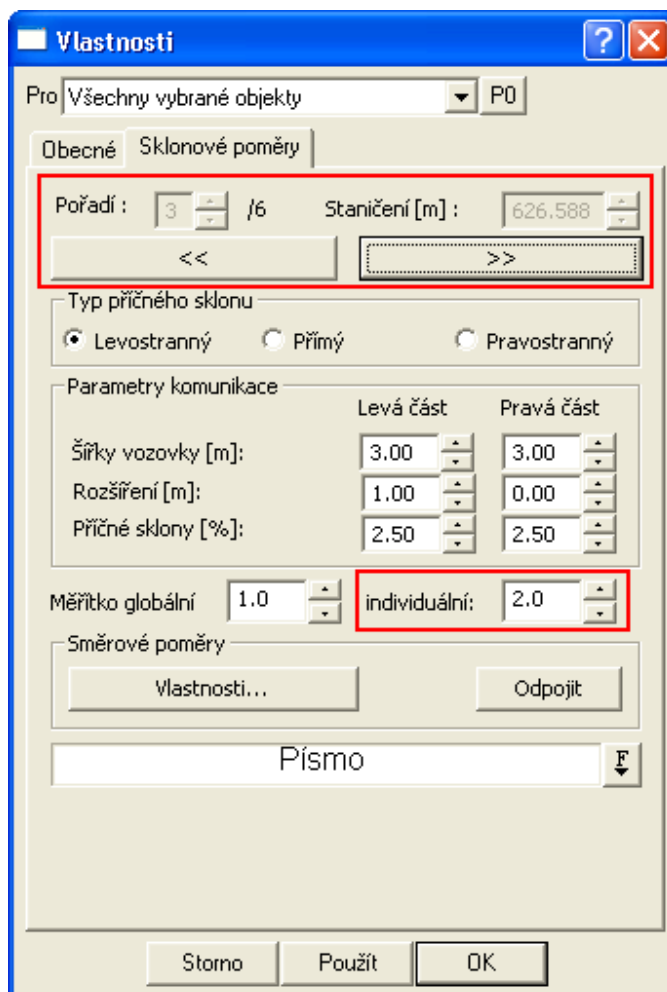 Vlastnosti
Pro Všechny vybrané objekty P0
Obecné Sklonové poměry
Pořadí : 3 /6 Staničení [m] : 626.588
<< >>
Typ příčného sklonu
Levostranný Přímý Pravostranný
Parametry komunikace
Levá část Pravá část
Šířky vozovky [m]: 3.00 3.00
Rozšíření [m]: 1.00 0.00
Příčné sklony [%]: 2.50 2.50
Měřítko globální 1.0 individuální: 2.0
Směrové poměry
Vlastnosti... Odpojit
Písmo F
Storno Použít OK